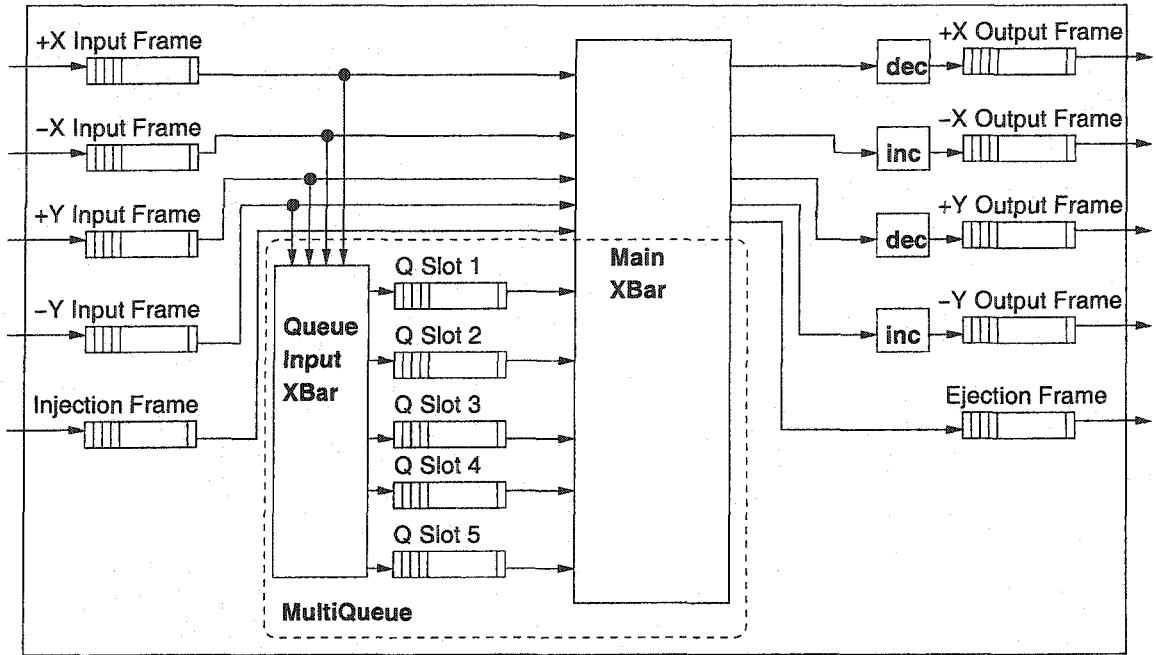 +X Input Frame
−X Input Frame
+Y Input Frame
−Y Input Frame
Injection Frame
Queue
Input
XBar
Q Slot 1
Q Slot 2
Q Slot 3
Q Slot 4
Q Slot 5
MultiQueue
Main
XBar
dec
+X Output Frame
inc
−X Output Frame
dec
+Y Output Frame
inc
−Y Output Frame
Ejection Frame